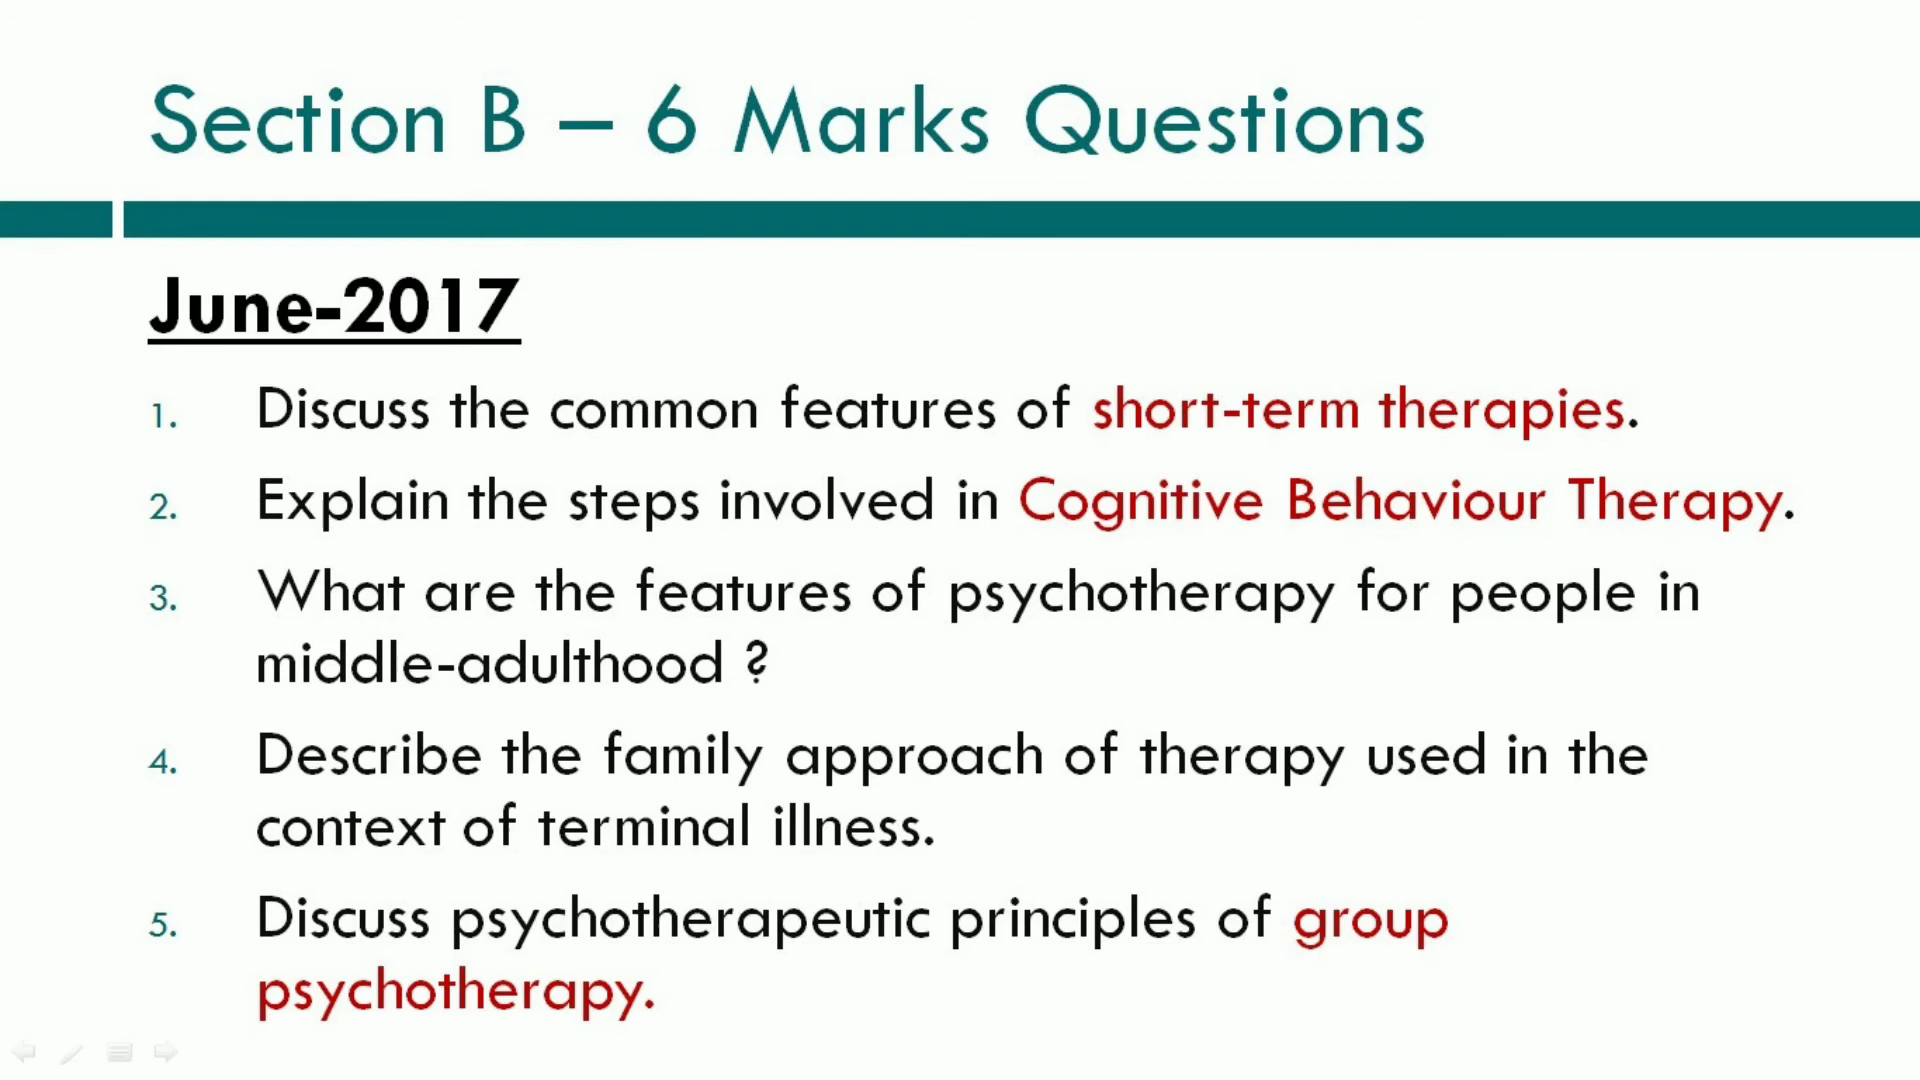 Section B – 6 Marks Questions
June-2017
1. Discuss the common features of short-term therapies.
2. Explain the steps involved in Cognitive Behaviour Therapy.
3. What are the features of psychotherapy for people in
middle-adulthood ?
4. Describe the family approach of therapy used in the
context of terminal illness.
5. Discuss psychotherapeutic principles of group
psychotherapy.